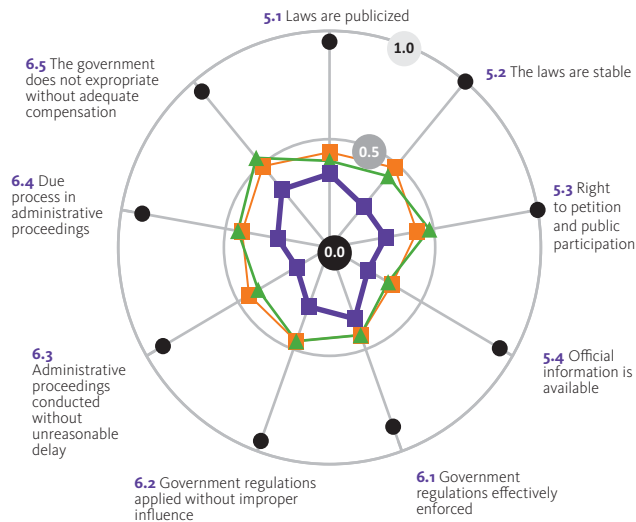 5.1 Laws are publicized
1.0
5.2 The laws are stable
6.5 The government
does not expropriate
without adequate
compensation
0.5
6.4 Due
process in
administrative
proceedings
5.3 Right
to petition
and public
participation
0.0
6.3
Administrative
proceedings
conducted
without
unreasonable
delay
5.4 Official
information is
available
6.2 Government regulations
applied without improper
influence
6.1 Government
regulations effectively
enforced